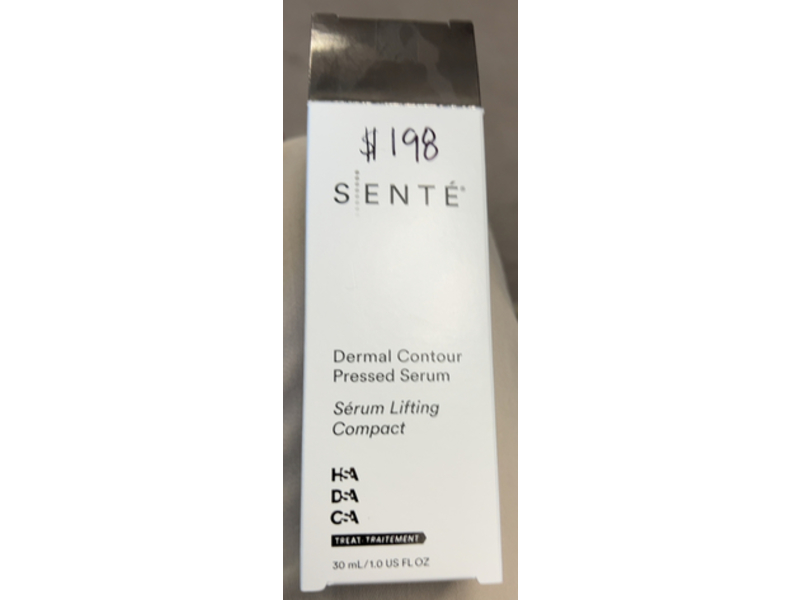 $198
SENTÉ®
Dermal Contour
Pressed Serum
Sérum Lifting
Compact
HSA
DSA
CSA
TREAT TRAITEMENT
30 mL/1.0 US FL OZ